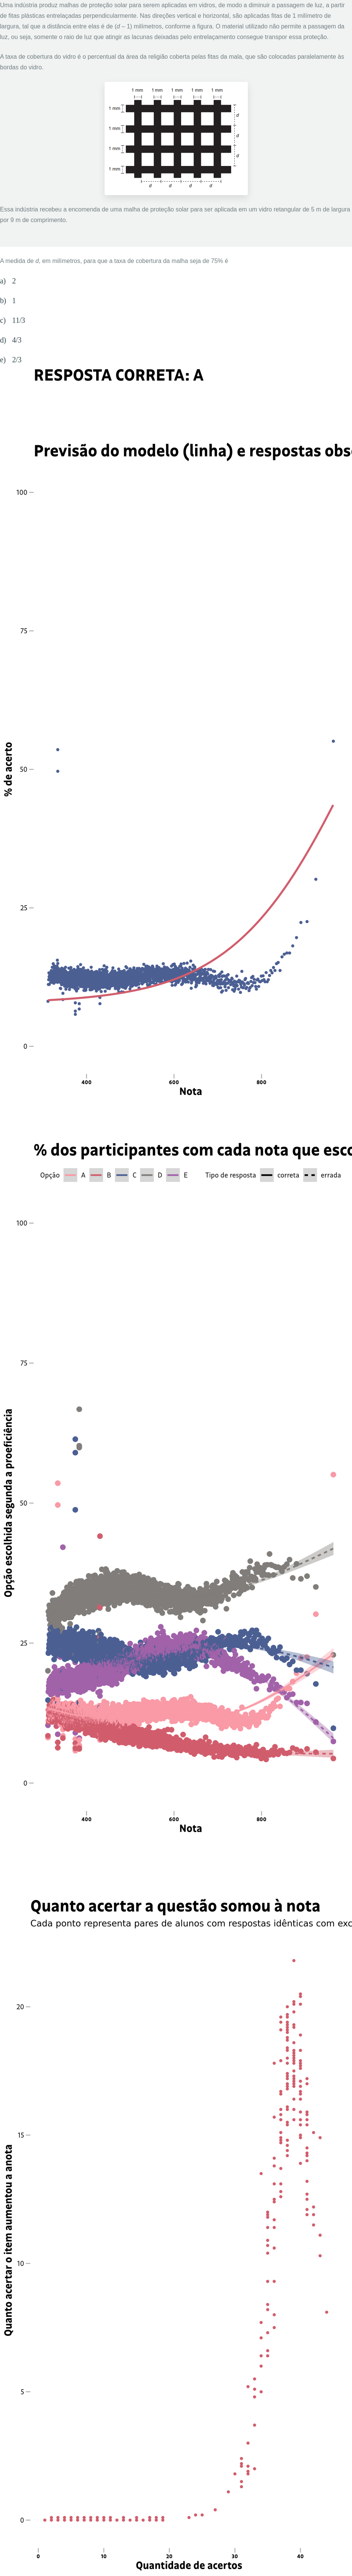 Uma indústria produz malhas de proteção solar para serem aplicadas em vidros, de modo a diminuir a passagem de luz, a partir
de fitas plásticas entrelaçadas perpendicularmente. Nas direções vertical e horizontal, são aplicadas fitas de 1 milímetro de
largura, tal que a distância entre elas é de (d – 1) milímetros, conforme a figura. O material utilizado não permite a passagem da
luz, ou seja, somente o raio de luz que atingir as lacunas deixadas pelo entrelaçamento consegue transpor essa proteção.
A taxa de cobertura do vidro é o percentual da área da região coberta pelas fitas da malha, que são colocadas paralelamente às
bordas do vidro.
1 mm 1 mm 1 mm 1 mm 1 mm
1 mm
d
1 mm
d
1 mm
d
1 mm
d d d d
Essa indústria recebeu a encomenda de uma malha de proteção solar para ser aplicada em um vidro retangular de 5 m de largura
por 9 m de comprimento.
A medida de d, em milímetros, para que a taxa de cobertura da malha seja de 75% é
a) 2
b) 1
c) 11/3
d) 4/3
e) 2/3
RESPOSTA CORRETA: A
Previsão do modelo (linha) e respostas obs
100
75
50
25
0
% de acerto
400 600 800
Nota
% dos participantes com cada nota que esco
Opção A B C D E Tipo de resposta correta errada
100
75
50
25
0
Opção escolhida segunda a proeficiência
400 600 800
Nota
Quanto acertar a questão somou à nota
Cada ponto representa pares de alunos com respostas idênticas com exc
20
15
10
5
0
Quanto acertar o item aumentou a anota
0 10 20 30 40
Quantidade de acertos